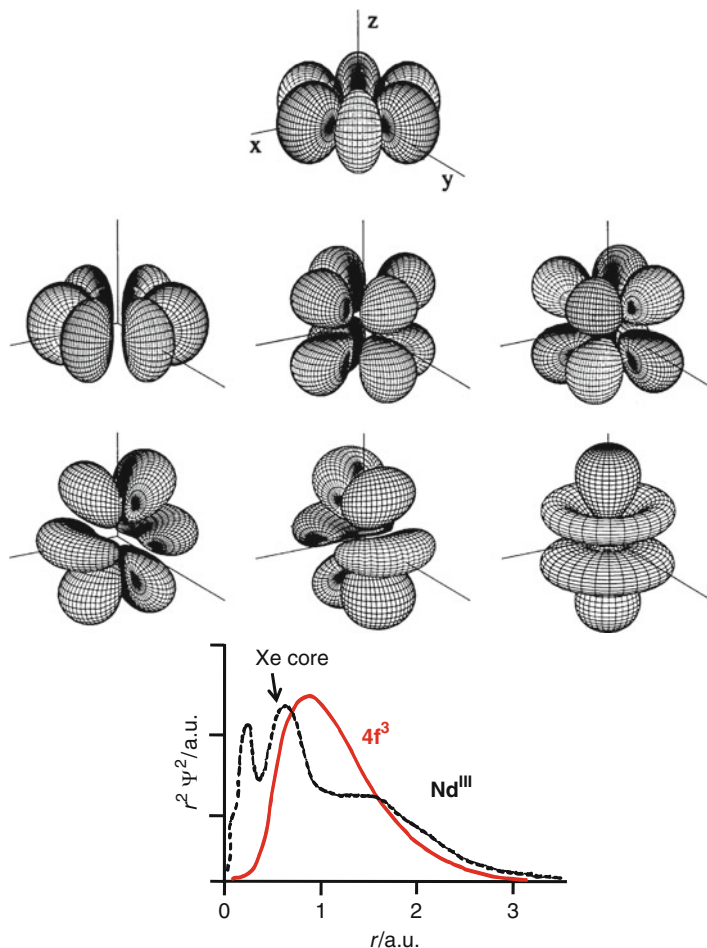 z
x
y
Xe core
4f³
Nd^III
r² Ψ²/a.u.
0
1
2
3
r/a.u.